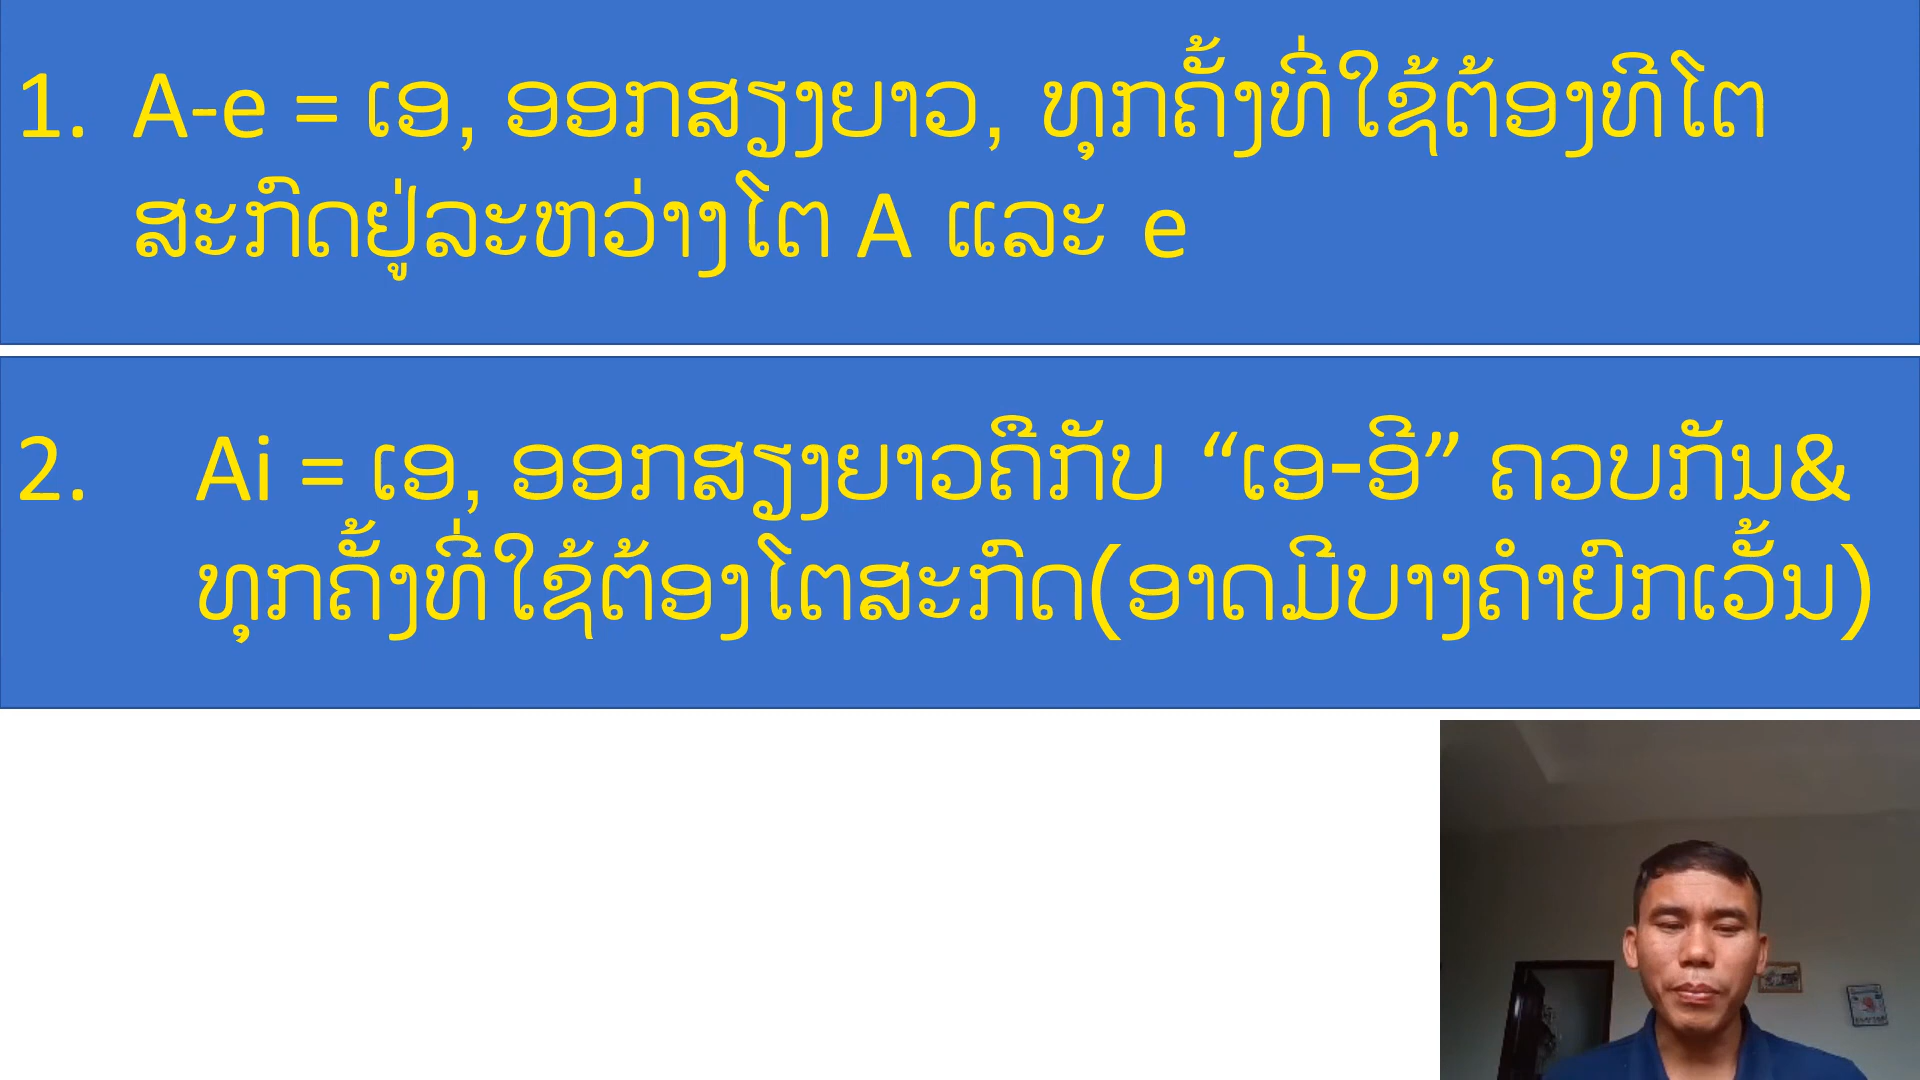 1. A-e = ເອ, ອອກສຽງຍາວ, ທຸກຄັ້ງທີ່ໃຊ້ຕ້ອງທີໂຕ
ສະກົດຢູ່ລະຫວ່າງໂຕ A ແລະ e
2. Ai = ເອ, ອອກສຽງຍາວຄືກັບ “ເອ-ອີ” ຄວບກັນ&
ທຸກຄັ້ງທີ່ໃຊ້ຕ້ອງໂຕສະກົດ(ອາດມີບາງຄຳຍົກເວັ້ນ)